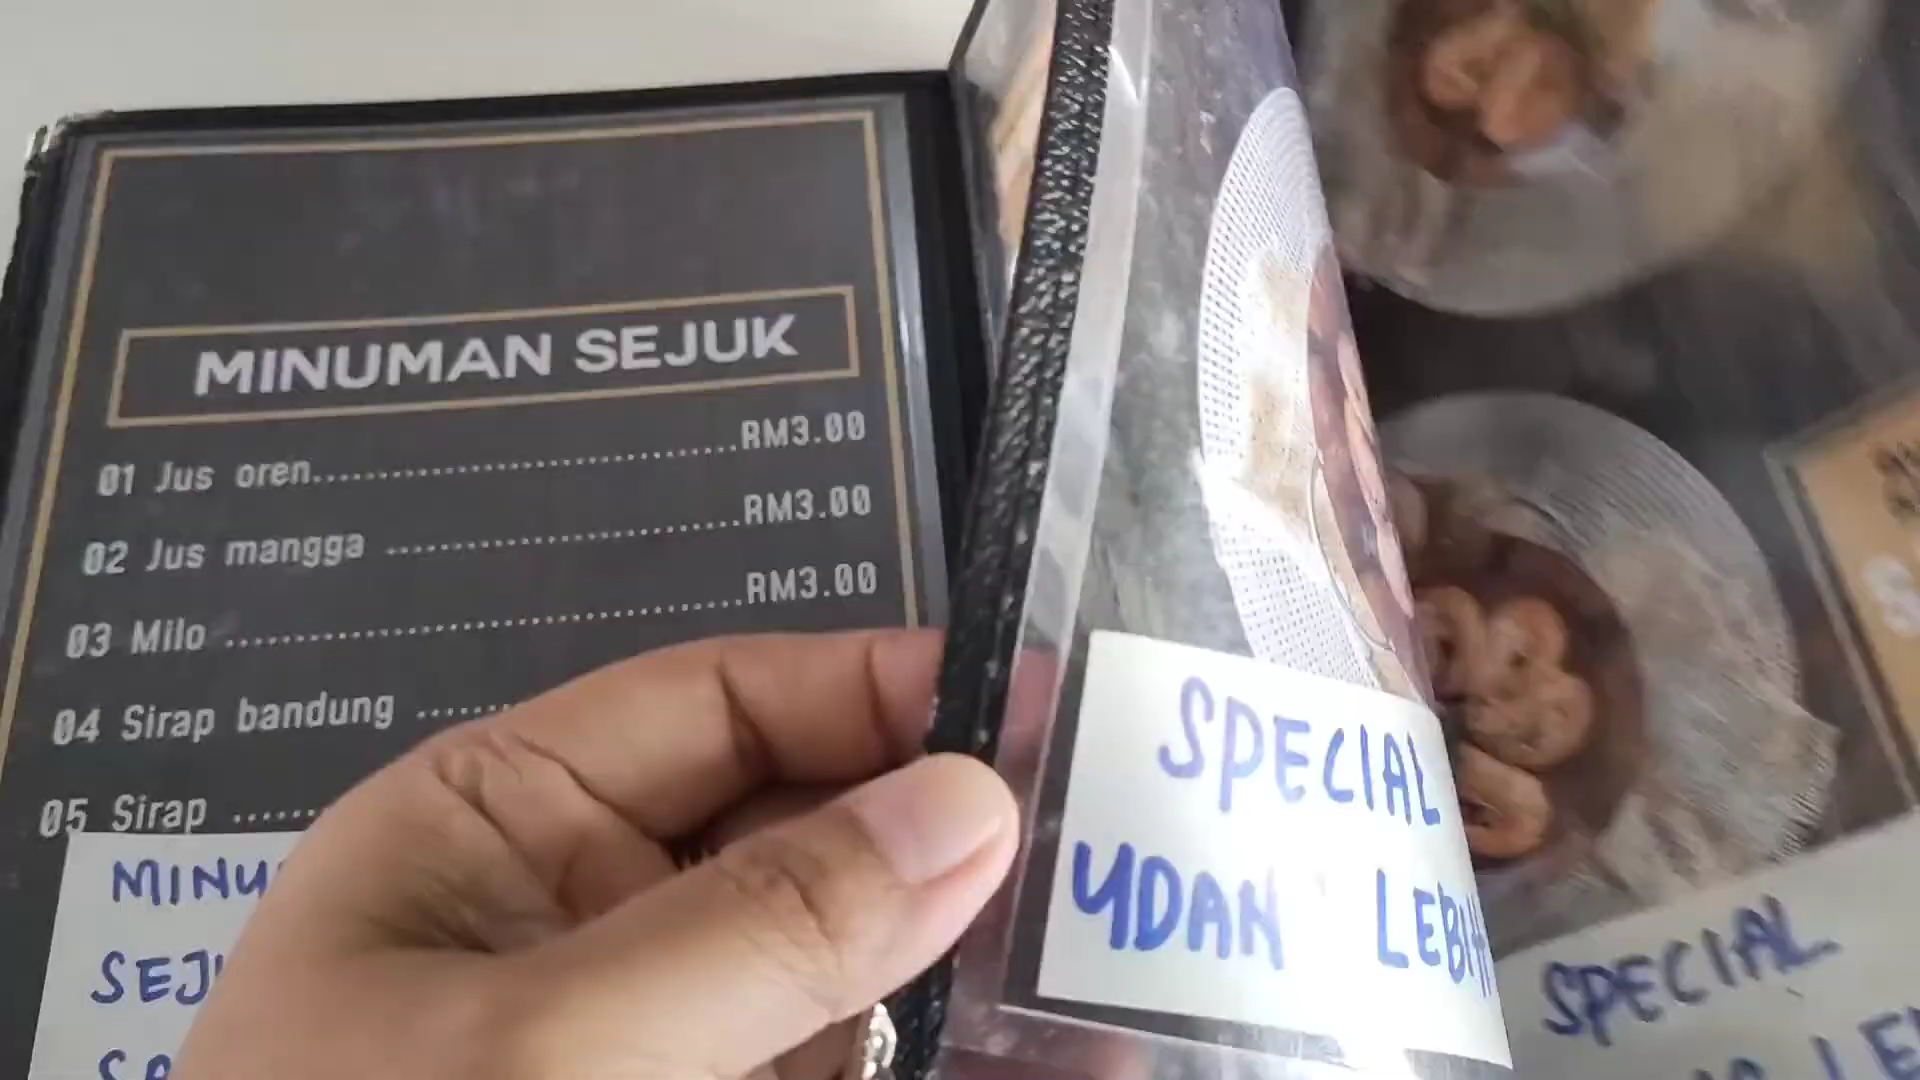 MINUMAN SEJUK
01 Jus oren....................................RM3.00
02 Jus mangga ..............................RM3.00
03 Milo ............................................RM3.00
04 Sirap bandung ......
05 Sirap ......
SPECIAL
UDAN LEBIH
SPECIAL